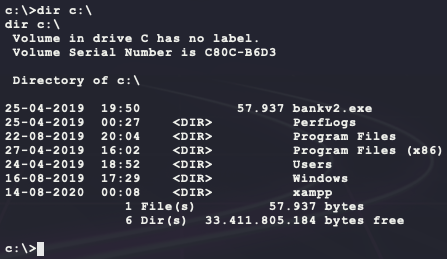 c:\>dir c:\
dir c:\
 Volume in drive C has no label.
 Volume Serial Number is C80C-B6D3

 Directory of c:\

25-04-2019  19:50            57.937 bankv2.exe
25-04-2019  00:27    <DIR>          PerfLogs
22-08-2019  20:04    <DIR>          Program Files
27-04-2019  16:02    <DIR>          Program Files (x86)
24-04-2019  18:52    <DIR>          Users
16-08-2019  17:29    <DIR>          Windows
14-08-2020  00:08    <DIR>          xampp
               1 File(s)         57.937 bytes
               6 Dir(s)  33.411.805.184 bytes free

c:\>